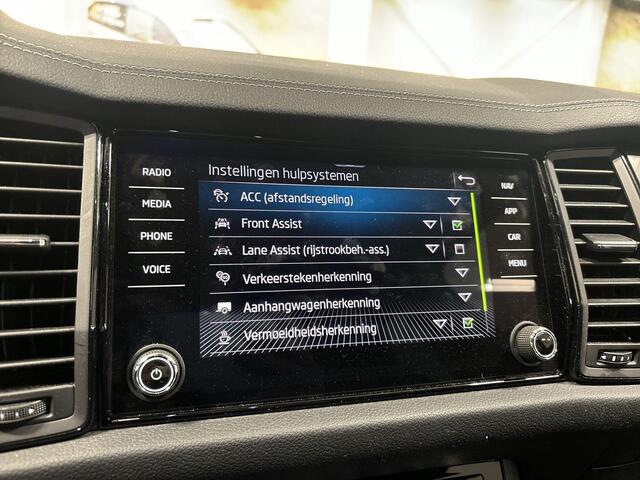 RADIO
MEDIA
PHONE
VOICE
Instellingen hulpsystemen
ACC (afstandsregeling)
Front Assist
Lane Assist (rijstrookbeh.-ass.)
Verkeerstekenherkenning
Aanhangwagenherkenning
Vermoeidheidsherkenning
NAV
APP
CAR
MENU